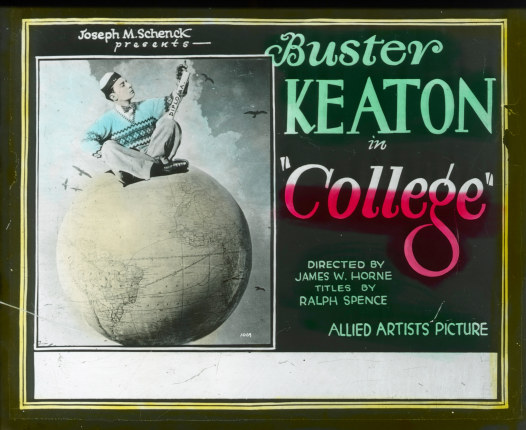 Joseph M. Schenck
presents
Buster
KEATON
in
"College"
DIRECTED BY
JAMES W. HORNE
TITLES BY
RALPH SPENCE
ALLIED ARTISTS PICTURE